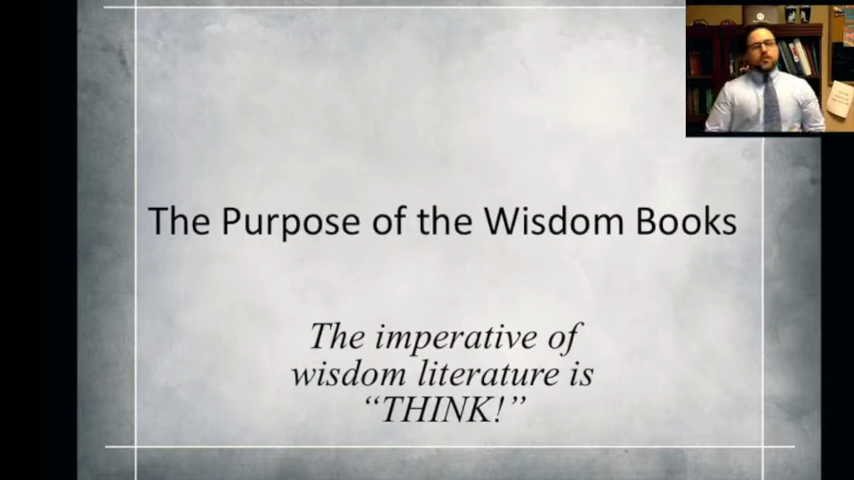 The Purpose of the Wisdom Books
The imperative of
wisdom literature is
“THINK!”